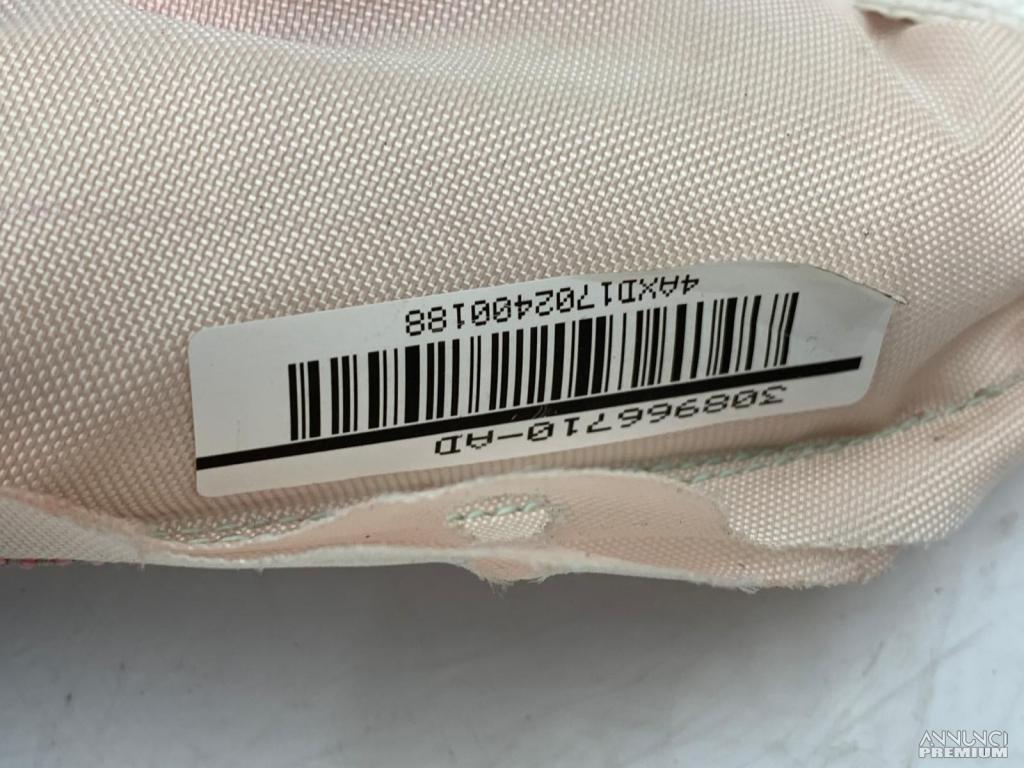 308966710-AD
4AXD1702400188
ANNUNCI
PREMIUM